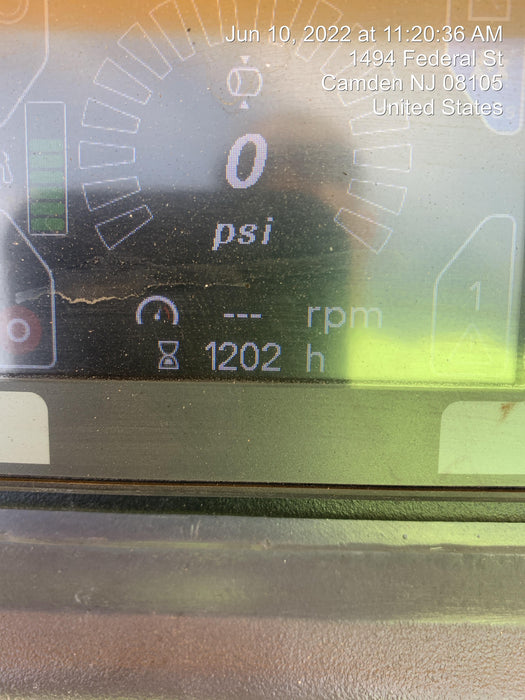 Jun 10, 2022 at 11:20:36 AM
1494 Federal St
Camden NJ 08105
United States
0
psi
--- rpm
1202 h
1